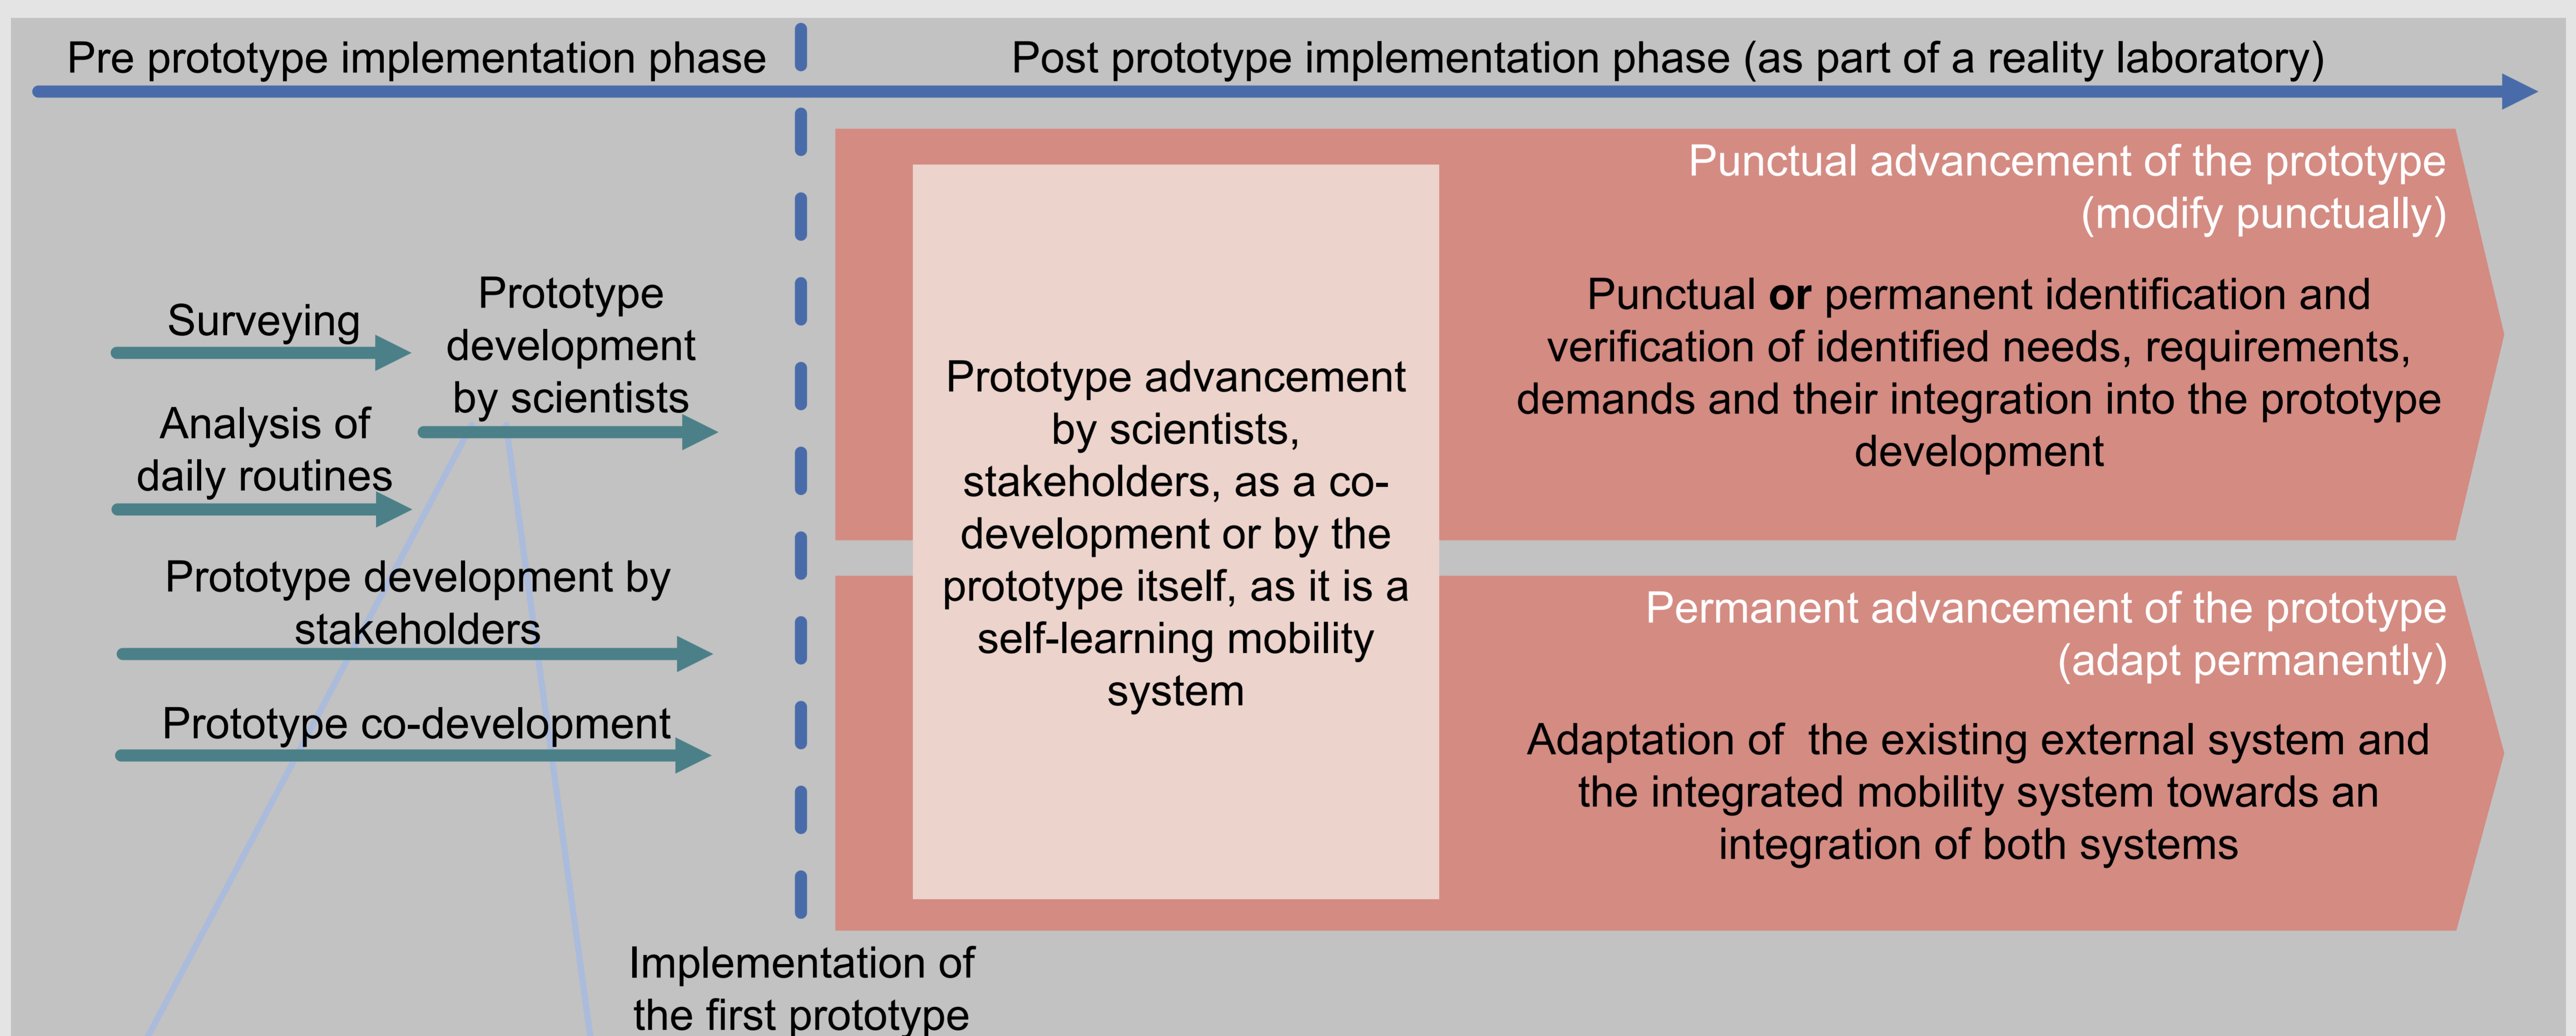 Pre prototype implementation phase
Post prototype implementation phase (as part of a reality laboratory)
Surveying
Prototype
development
by scientists
Analysis of
daily routines
Prototype development by
stakeholders
Prototype co-development
Implementation of
the first prototype
Prototype advancement
by scientists,
stakeholders, as a co-
development or by the
prototype itself, as it is a
self-learning mobility
system
Punctual advancement of the prototype
(modify punctually)
Punctual or permanent identification and
verification of identified needs, requirements,
demands and their integration into the prototype
development
Permanent advancement of the prototype
(adapt permanently)
Adaptation of  the existing external system and
the integrated mobility system towards an
integration of both systems